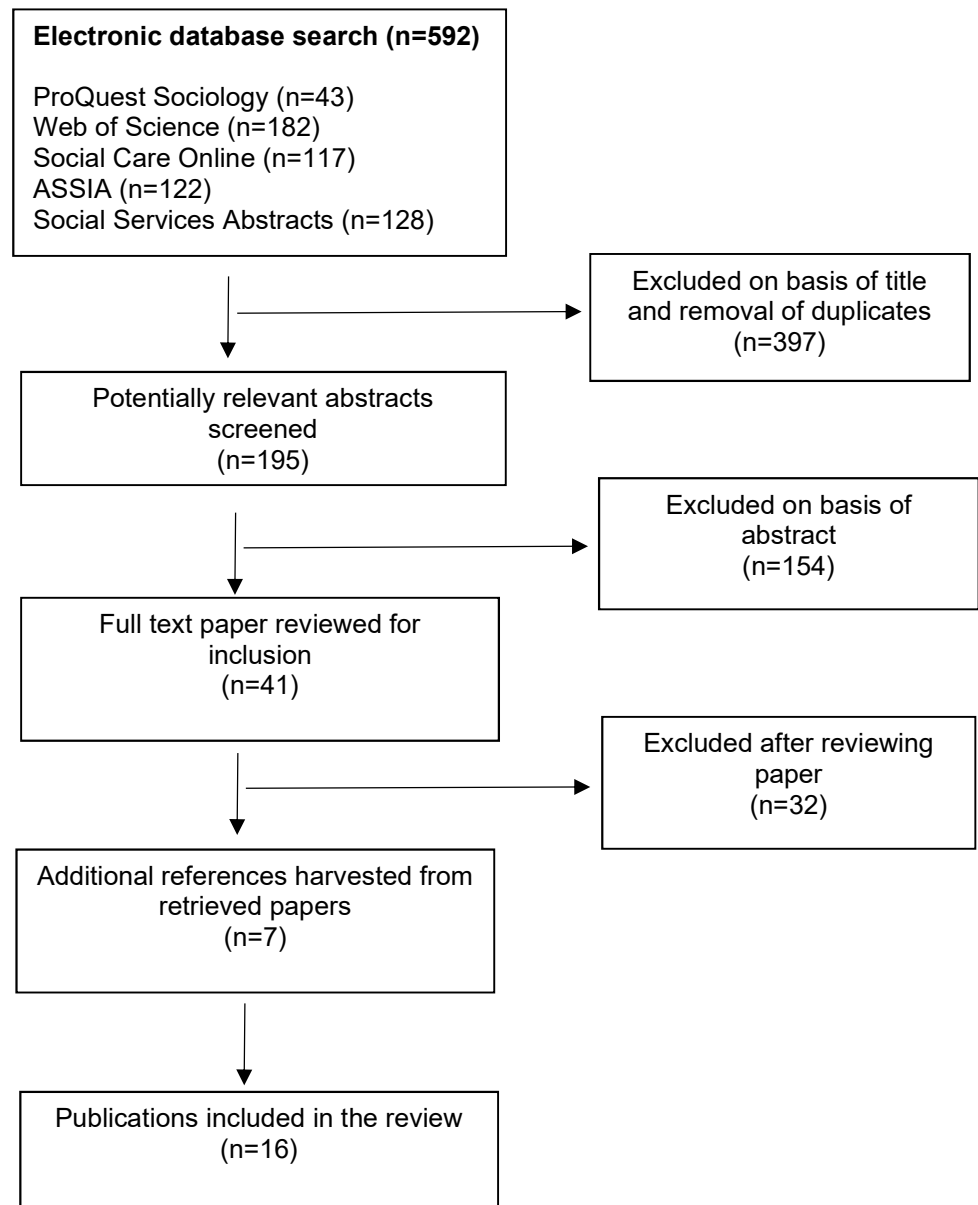 Electronic database search (n=592)
ProQuest Sociology (n=43)
Web of Science (n=182)
Social Care Online (n=117)
ASSIA (n=122)
Social Services Abstracts (n=128)
Excluded on basis of title
and removal of duplicates
(n=397)
Potentially relevant abstracts
screened
(n=195)
Excluded on basis of
abstract
(n=154)
Full text paper reviewed for
inclusion
(n=41)
Excluded after reviewing
paper
(n=32)
Additional references harvested from
retrieved papers
(n=7)
Publications included in the review
(n=16)